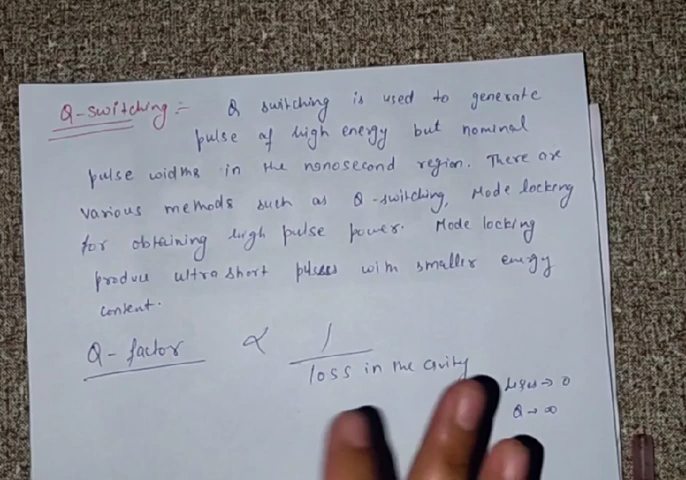 Q-switching :- Q switching is used to generate
pulse of high energy but nominal
pulse widths in the nanosecond region. There are
various methods such as Q-switching, Mode locking
for obtaining high pulse power. Mode locking
produce ultra short pulses with smaller energy
content.
Q-factor ∝ 1
loss in the cavity
→ 0
Q → ∞